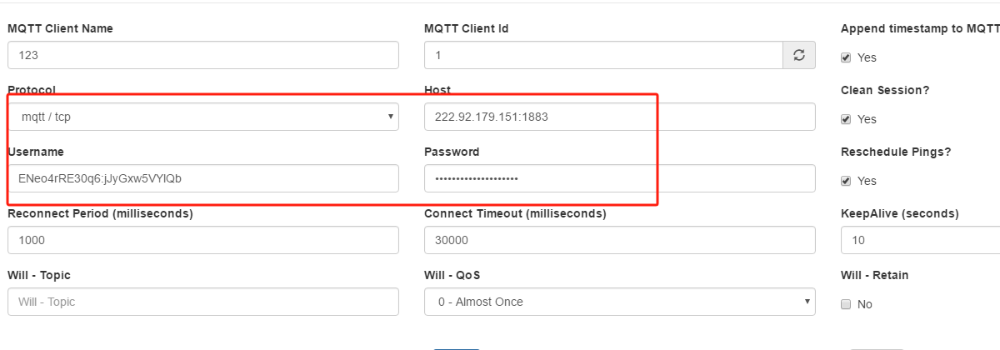 MQTT Client Name MQTT Client Id Append timestamp to MQTT
123 1 Yes
Protocol Host Clean Session?
mqtt / tcp 222.92.179.151:1883 Yes
Username Password Reschedule Pings?
ENeo4rRE30q6:jJyGxw5VYlQb •••••••••••••••••••• Yes
Reconnect Period (milliseconds) Connect Timeout (milliseconds) KeepAlive (seconds)
1000 30000 10
Will - Topic Will - QoS Will - Retain
Will - Topic 0 - Almost Once No